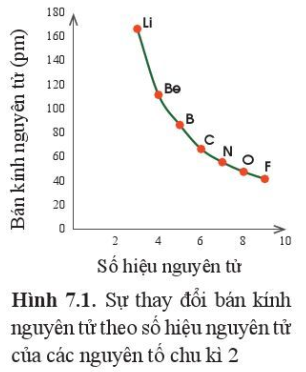 180
160
140
120
100
80
60
40
20
0
Bán kính nguyên tử (pm)
Li
Be
B
C
N
O
F
2
4
6
8
10
Số hiệu nguyên tử
Hình 7.1. Sự thay đổi bán kính
nguyên tử theo số hiệu nguyên tử
của các nguyên tố chu kì 2